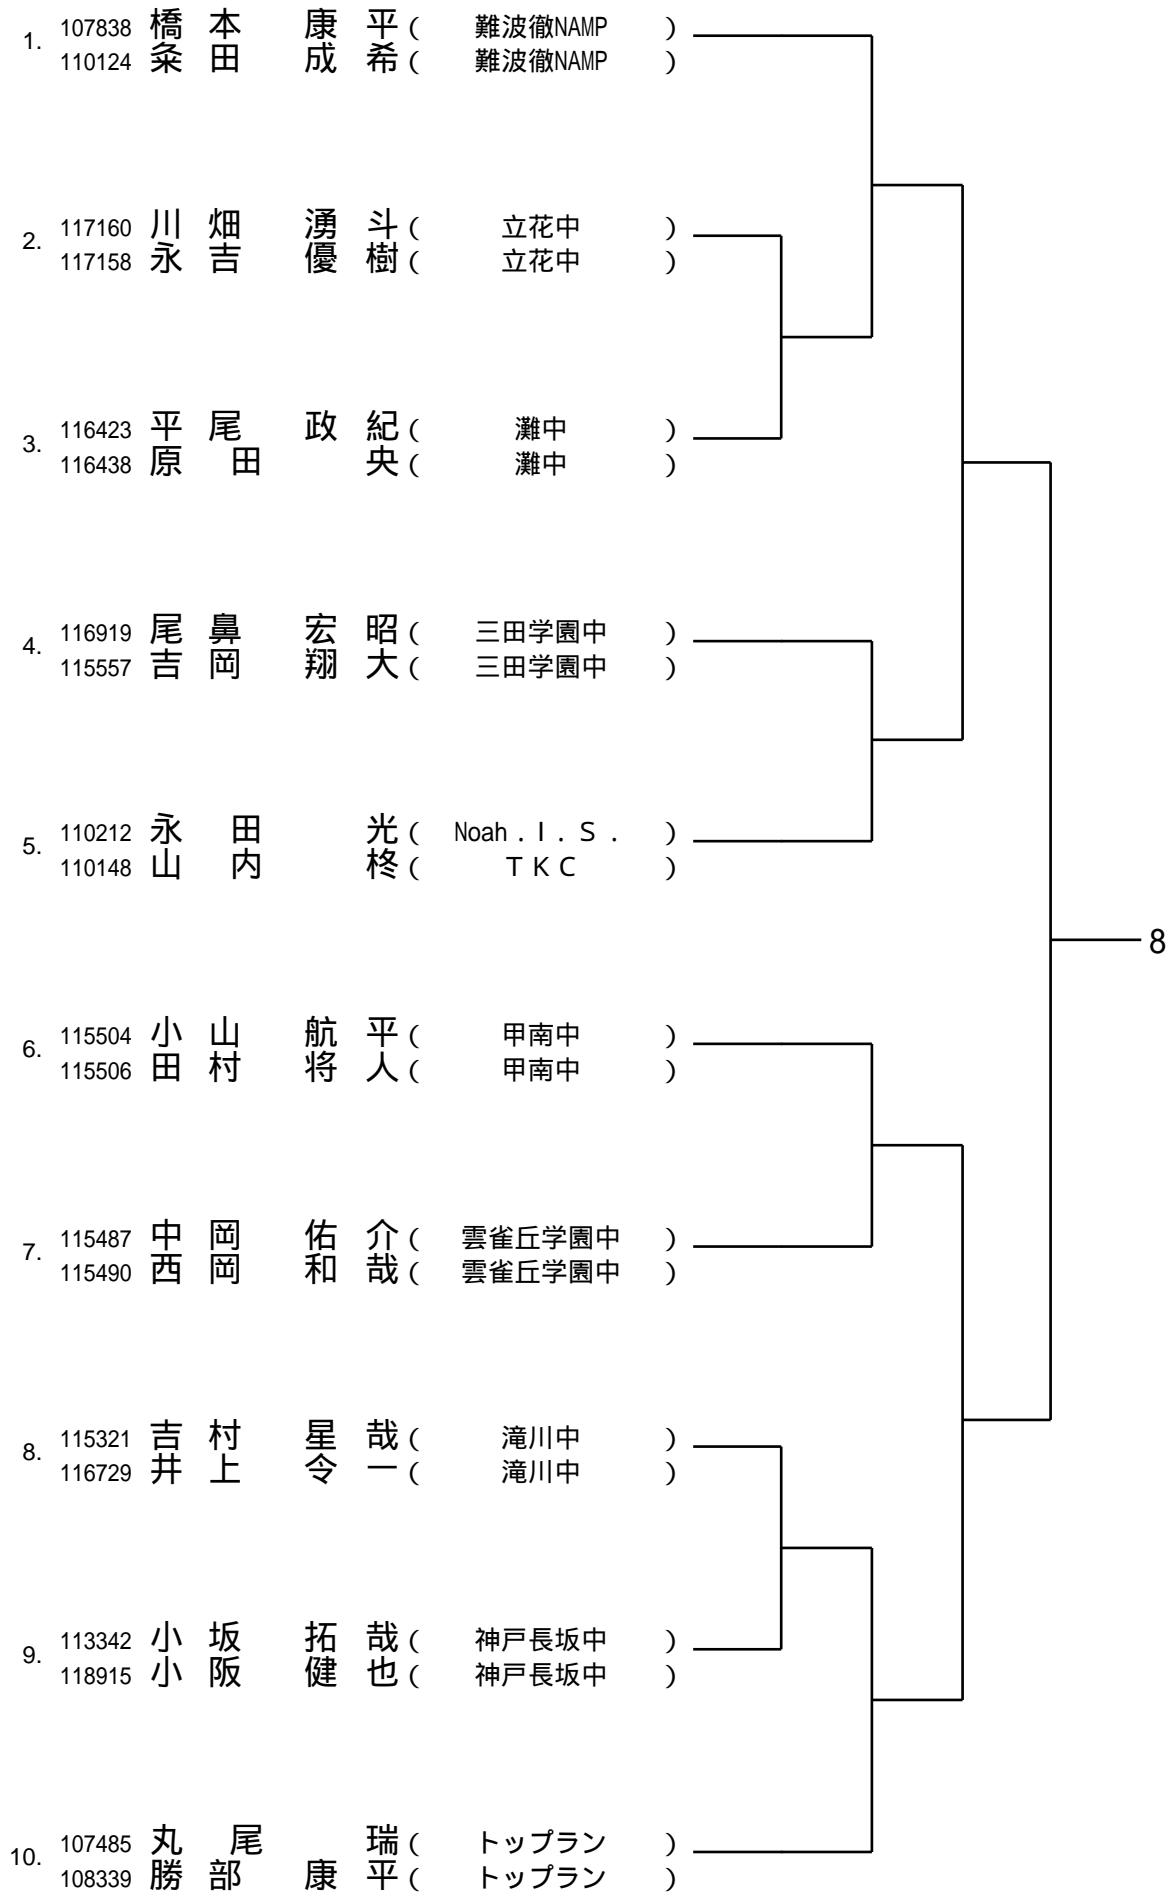 1. 107838 橋本 康平 ( 難波徹NAMP )
110124 粂田 成希 ( 難波徹NAMP )
2. 117160 川畑 湧斗 ( 立花中 )
117158 永吉 優樹 ( 立花中 )
3. 116423 平尾 政紀 ( 灘中 )
116438 原田 央 ( 灘中 )
4. 116919 尾鼻 宏昭 ( 三田学園中 )
115557 吉岡 翔大 ( 三田学園中 )
5. 110212 永田 光 ( Noah．Ｉ．Ｓ． )
110148 山内 柊 ( ＴＫＣ )
8
6. 115504 小山 航平 ( 甲南中 )
115506 田村 将人 ( 甲南中 )
7. 115487 中岡 佑介 ( 雲雀丘学園中 )
115490 西岡 和哉 ( 雲雀丘学園中 )
8. 115321 吉村 星哉 ( 滝川中 )
116729 井上 令一 ( 滝川中 )
9. 113342 小坂 拓哉 ( 神戸長坂中 )
118915 小阪 健也 ( 神戸長坂中 )
10. 107485 丸尾 瑞 ( トップラン )
108339 勝部 康平 ( トップラン )